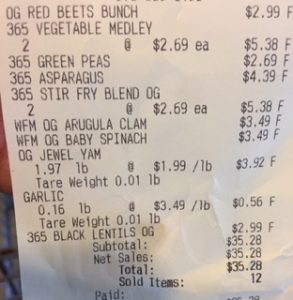 OG RED BEETS BUNCH $2.99 F
365 VEGETABLE MEDLEY
2 @ $2.69 ea $5.38 F
365 GREEN PEAS $2.69 F
365 ASPARAGUS $4.39 F
365 STIR FRY BLEND OG
2 @ $2.69 ea $5.38 F
WFM OG ARUGULA CLAM $3.49 F
WFM OG BABY SPINACH $3.49 F
OG JEWEL YAM
1.97 lb @ $1.99 /lb $3.92 F
Tare Weight 0.01 lb
GARLIC
0.16 lb @ $3.49 /lb $0.56 F
Tare Weight 0.01 lb
365 BLACK LENTILS OG $2.99 F
Subtotal: $35.28
Net Sales: $35.28
Total: $35.28
Sold Items: 12
Paid: